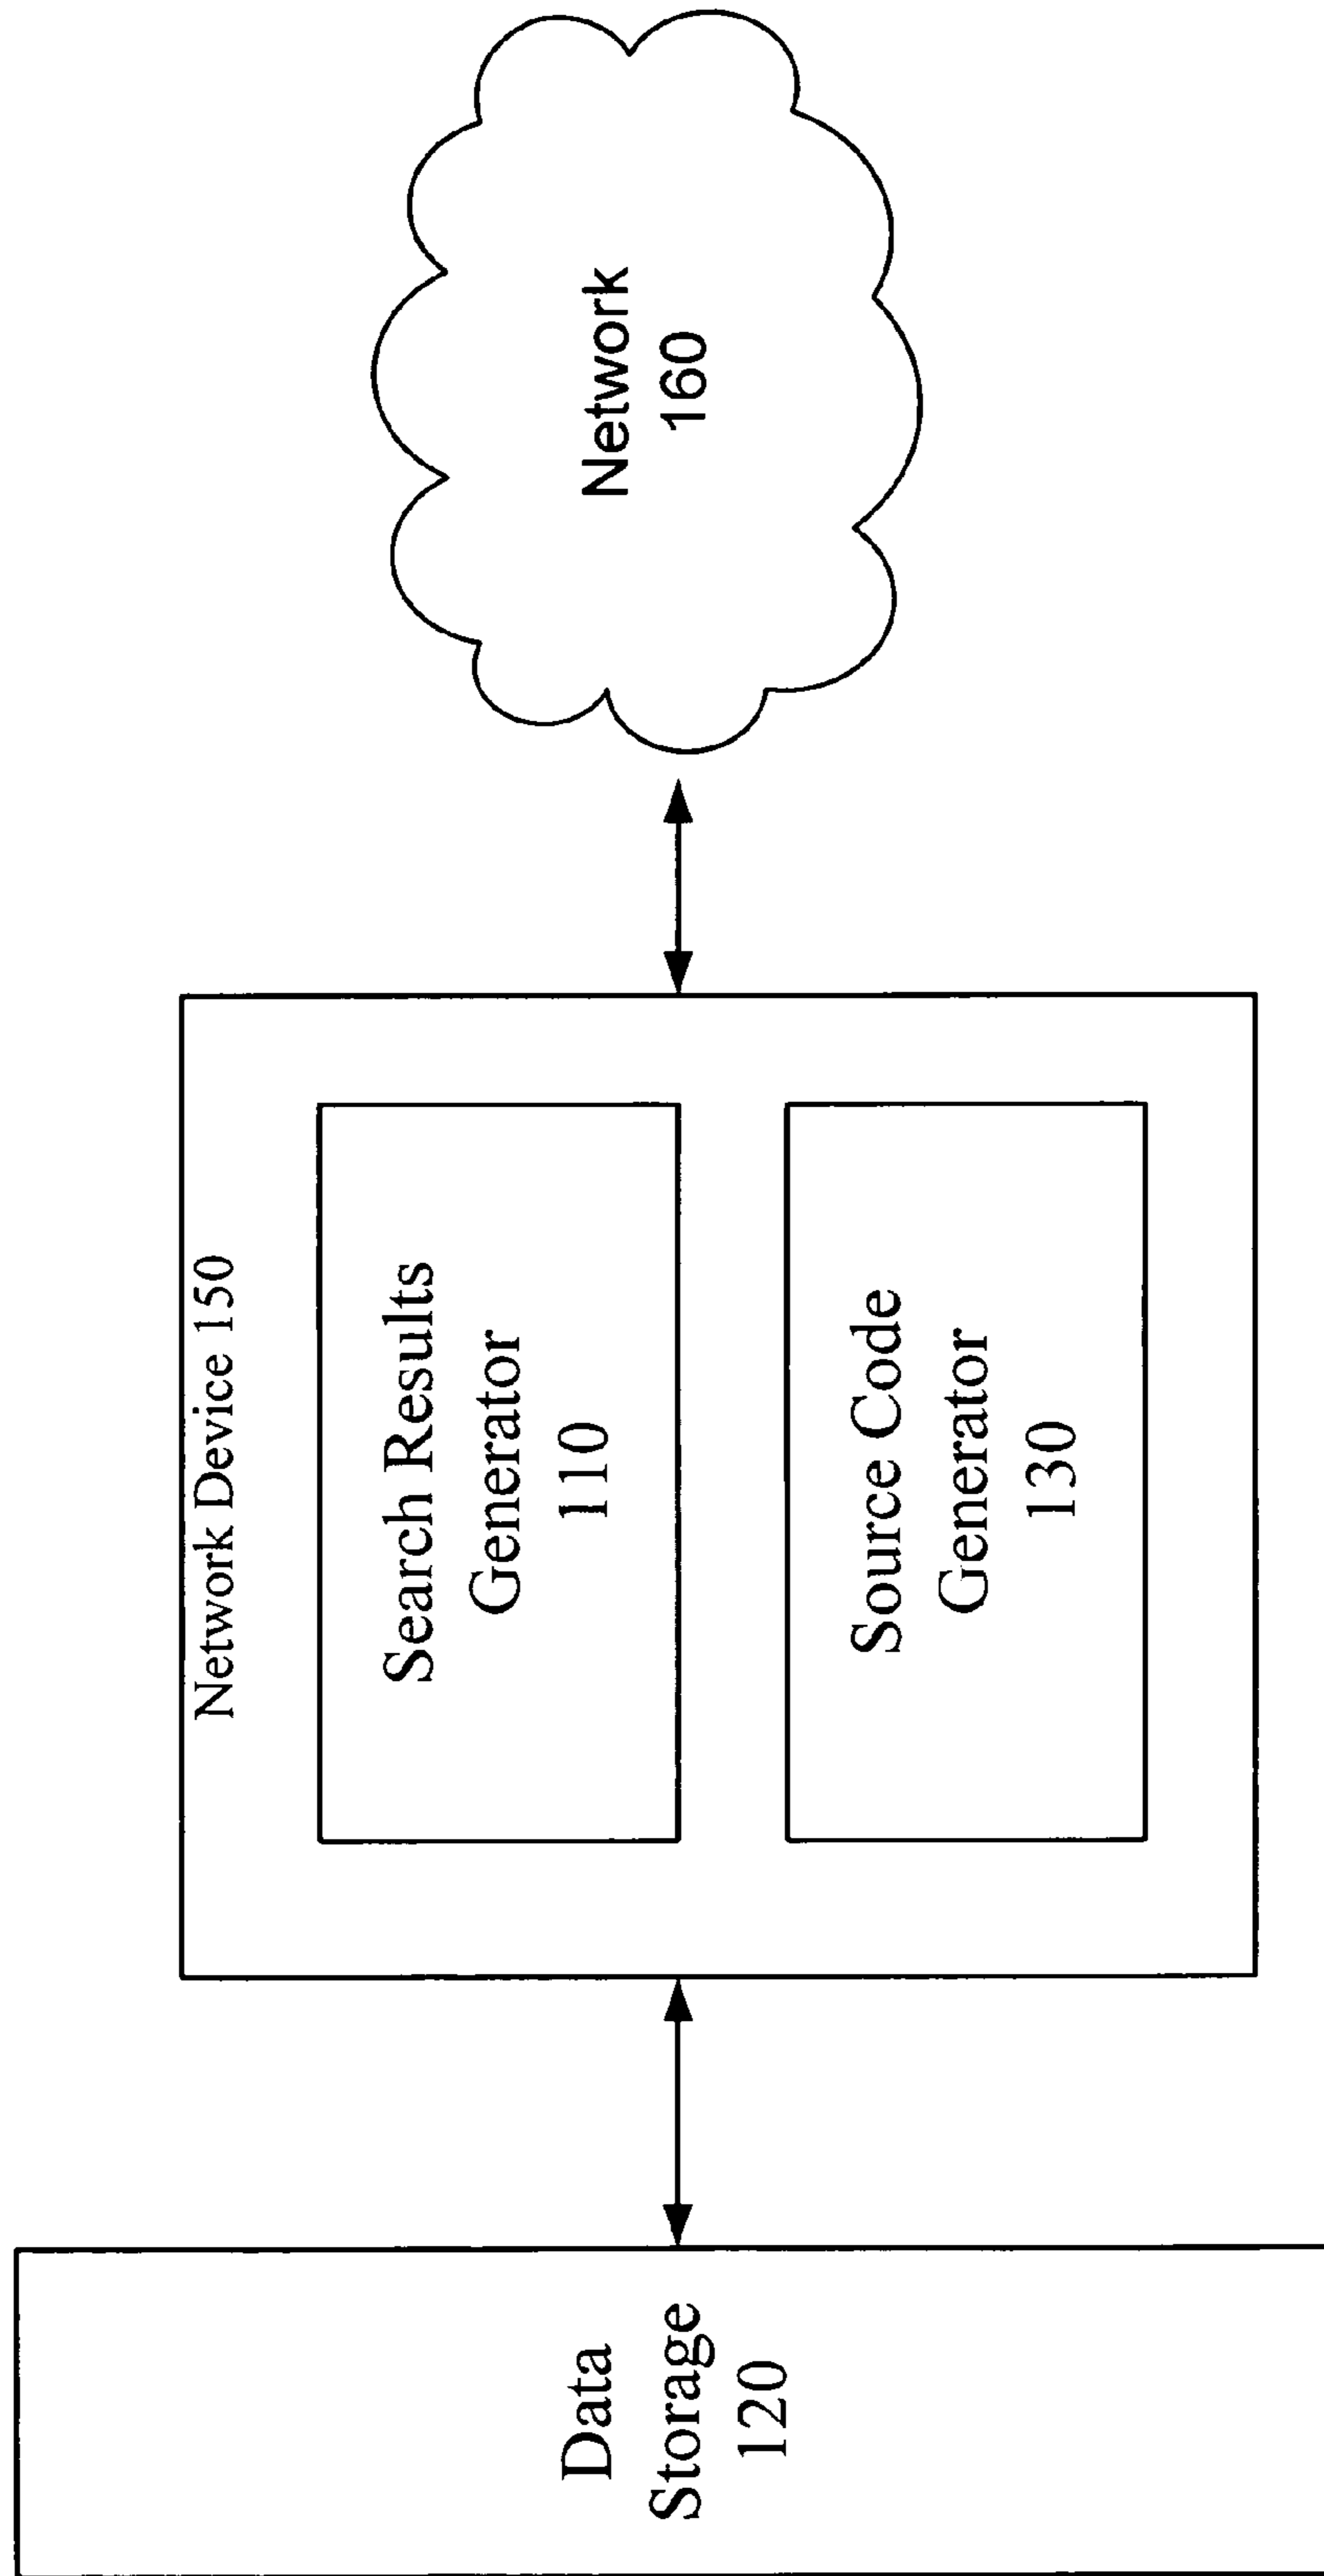 Data
Storage
120
Network Device 150
Search Results
Generator
110
Source Code
Generator
130
Network
160